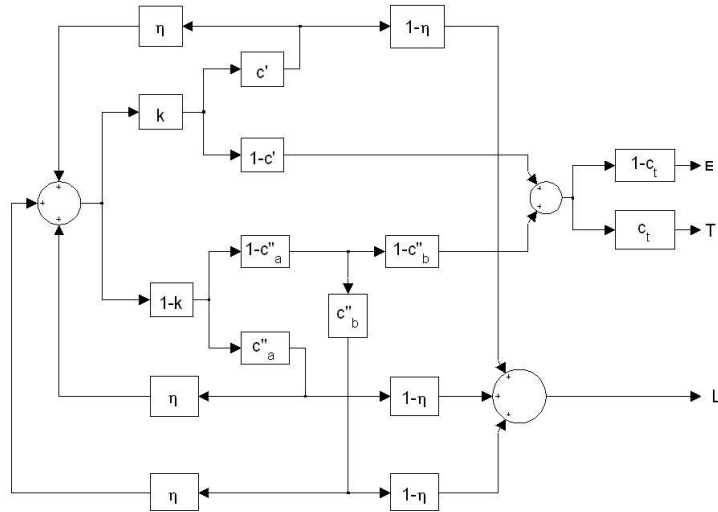 η
1-η
c'
k
1-c'
+
+
+
+
+
1-c_t
E
c_t
T
1-c''_a
1-c''_b
1-k
c''_b
c''_a
η
1-η
+
+
+
L
η
1-η